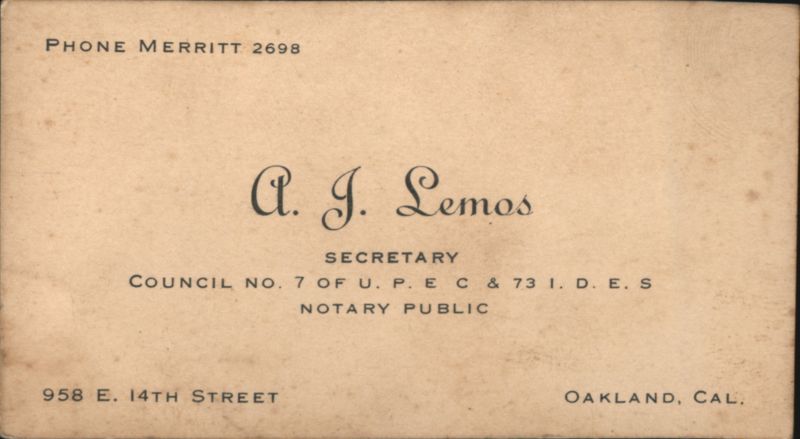 PHONE MERRITT 2698
A. J. Lemos
SECRETARY
COUNCIL NO. 7 OF U. P. E C & 73 I. D. E. S
NOTARY PUBLIC
958 E. 14TH STREET
OAKLAND, CAL.